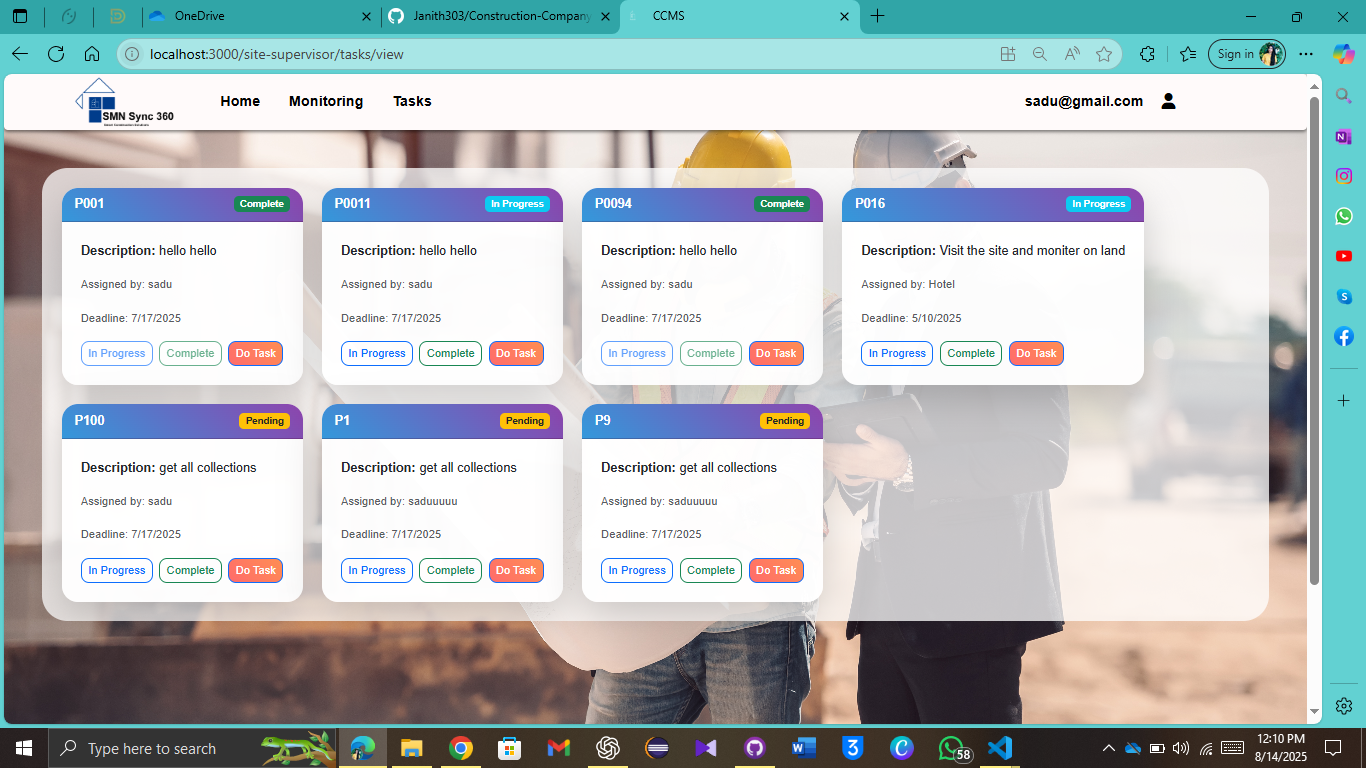 OneDrive
Janith303/Construction-Company
CCMS
localhost:3000/site-supervisor/tasks/view
Sign in
SMN Sync 360
Home Monitoring Tasks
sadu@gmail.com
P001 Complete
Description: hello hello
Assigned by: sadu
Deadline: 7/17/2025
In Progress Complete Do Task
P0011 In Progress
Description: hello hello
Assigned by: sadu
Deadline: 7/17/2025
In Progress Complete Do Task
P0094 Complete
Description: hello hello
Assigned by: sadu
Deadline: 7/17/2025
In Progress Complete Do Task
P016 In Progress
Description: Visit the site and moniter on land
Assigned by: Hotel
Deadline: 5/10/2025
In Progress Complete Do Task
P100 Pending
Description: get all collections
Assigned by: sadu
Deadline: 7/17/2025
In Progress Complete Do Task
P1 Pending
Description: get all collections
Assigned by: saduuuuu
Deadline: 7/17/2025
In Progress Complete Do Task
P9 Pending
Description: get all collections
Assigned by: saduuuuu
Deadline: 7/17/2025
In Progress Complete Do Task
Type here to search
58
12:10 PM
8/14/2025